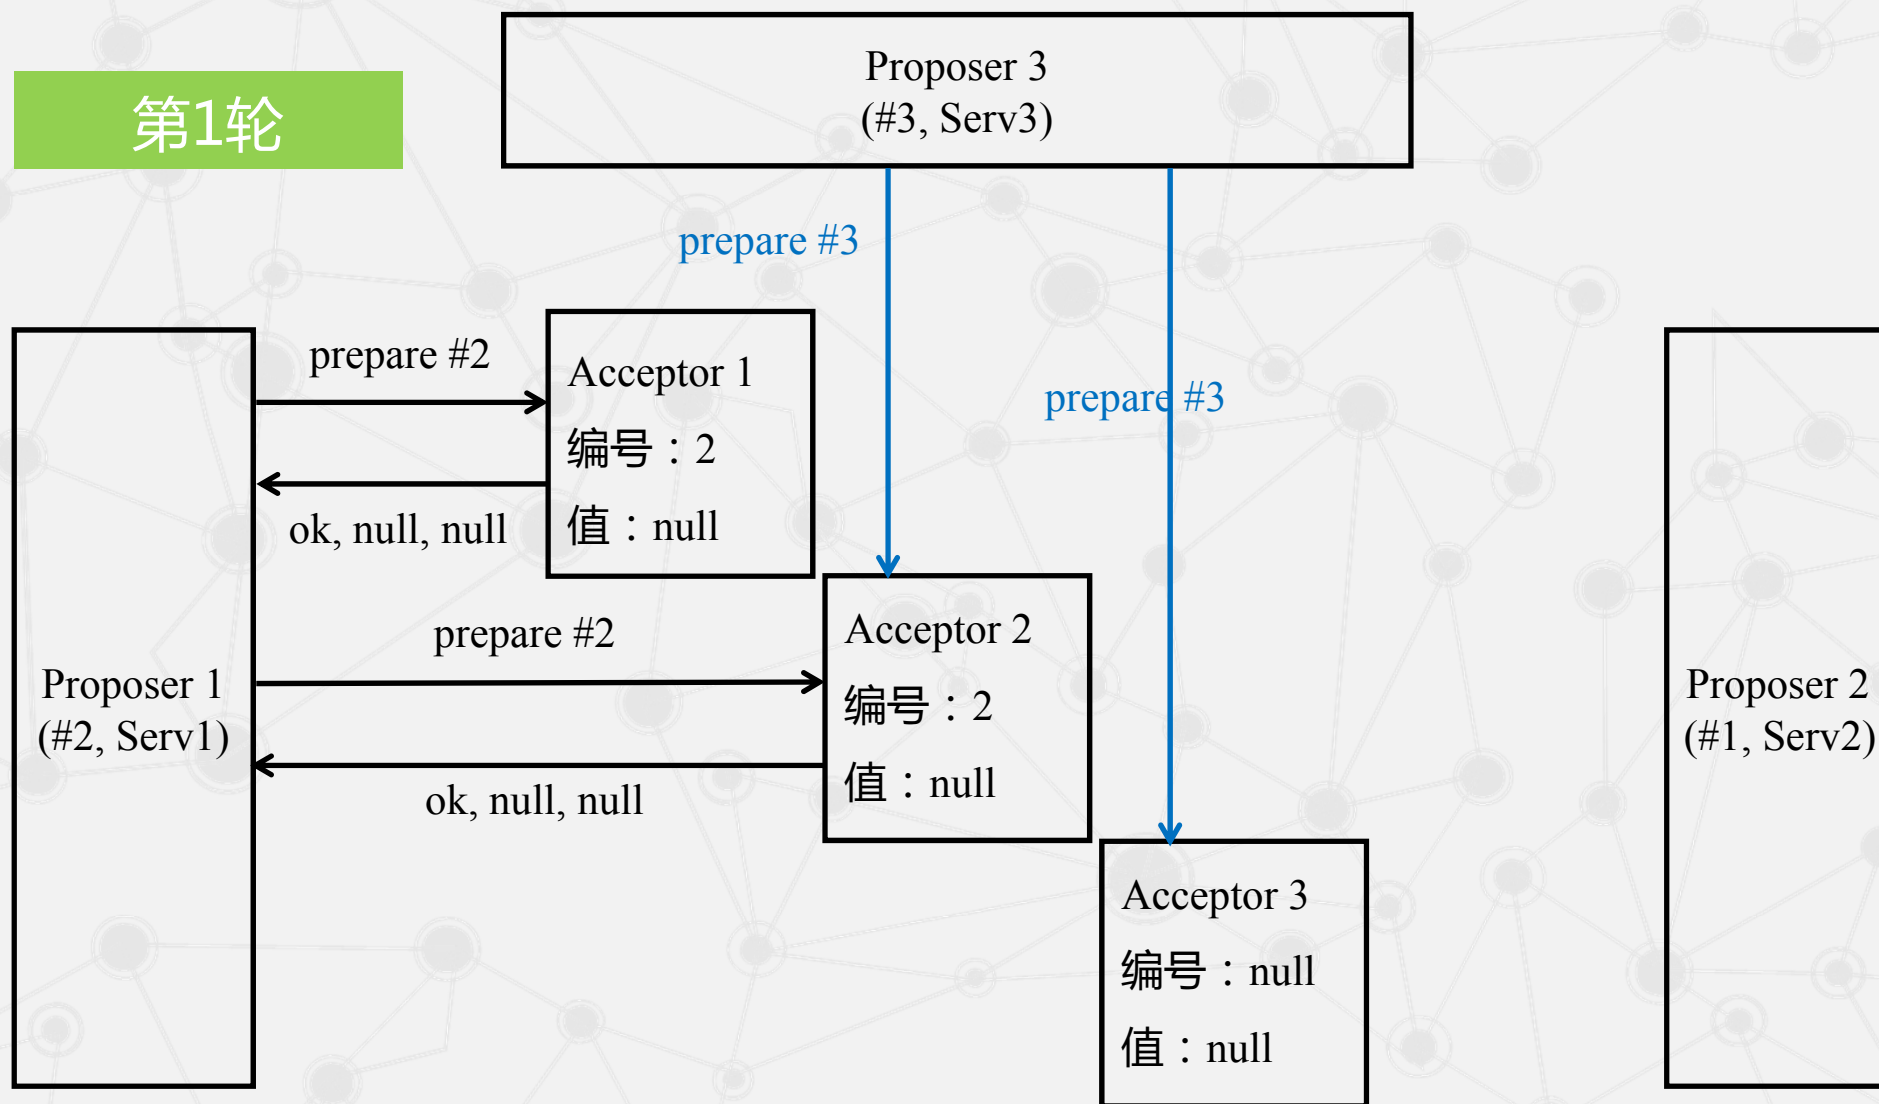 第1轮
Proposer 3
(#3, Serv3)
prepare #3
prepare #3
prepare #2
ok, null, null
Acceptor 1
编号：2
值：null
prepare #2
ok, null, null
Acceptor 2
编号：2
值：null
Proposer 1
(#2, Serv1)
Acceptor 3
编号：null
值：null
Proposer 2
(#1, Serv2)